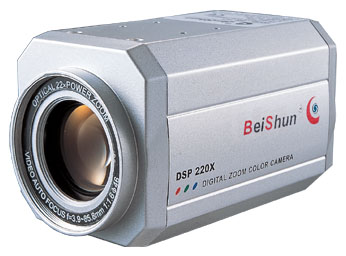 OPTICAL 22×POWER ZOOM
VIDEO AUTO FOCUS f=3.9-85.8mm 1:1.6
BeiShun
DSP 220X
DIGITAL ZOOM COLOR CAMERA